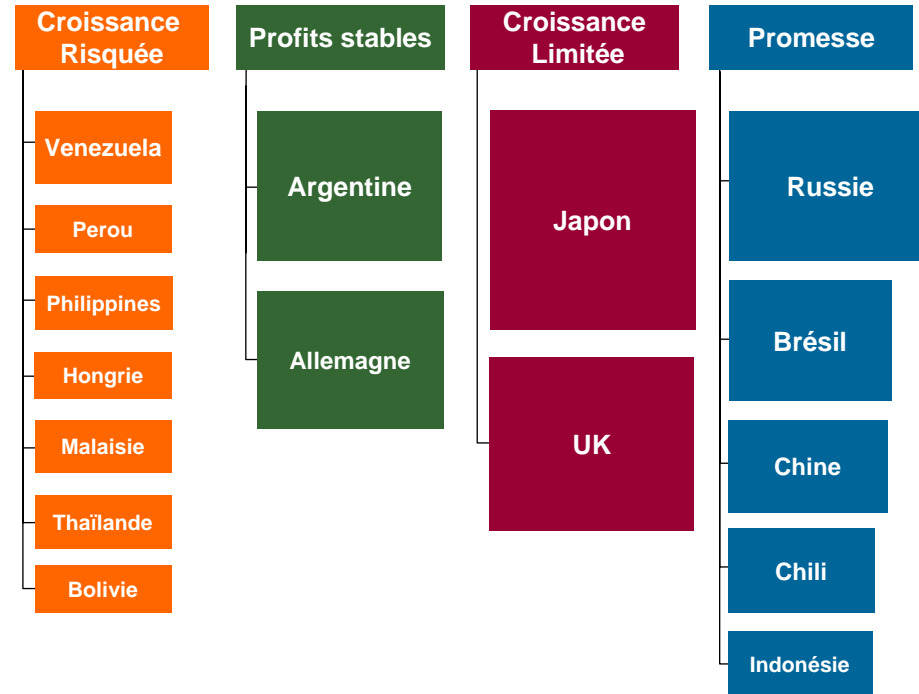 Croissance
Risquée
Venezuela
Perou
Philippines
Hongrie
Malaisie
Thaïlande
Bolivie
Profits stables
Argentine
Allemagne
Croissance
Limitée
Japon
UK
Promesse
Russie
Brésil
Chine
Chili
Indonésie